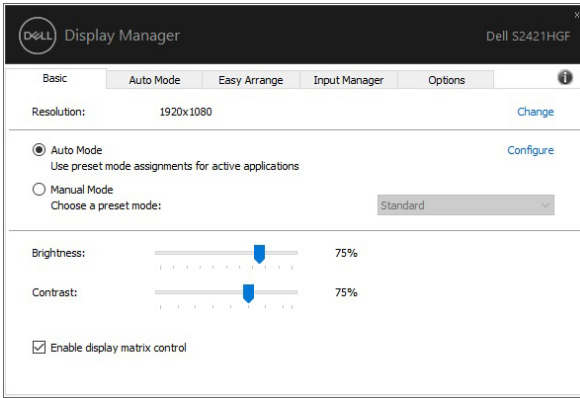 DELL Display Manager
Dell S2421HGF
Basic Auto Mode Easy Arrange Input Manager Options
Resolution: 1920x1080 Change
Auto Mode Configure
Use preset mode assignments for active applications
Manual Mode
Choose a preset mode: Standard
Brightness: 75%
Contrast: 75%
Enable display matrix control